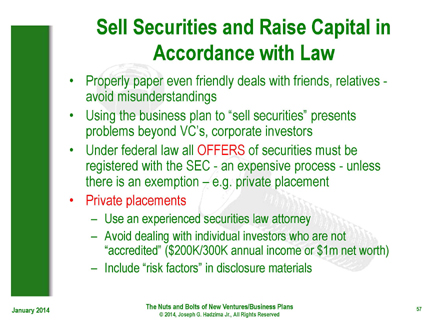 Sell Securities and Raise Capital in
Accordance with Law
• Properly paper even friendly deals with friends, relatives -
avoid misunderstandings
• Using the business plan to “sell securities” presents
problems beyond VC’s, corporate investors
• Under federal law all OFFERS of securities must be
registered with the SEC - an expensive process - unless
there is an exemption – e.g. private placement
• Private placements
– Use an experienced securities law attorney
– Avoid dealing with individual investors who are not
“accredited” ($200K/300K annual income or $1m net worth)
– Include “risk factors” in disclosure materials
January 2014
The Nuts and Bolts of New Ventures/Business Plans
© 2014, Joseph G. Hadzima Jr., All Rights Reserved
57